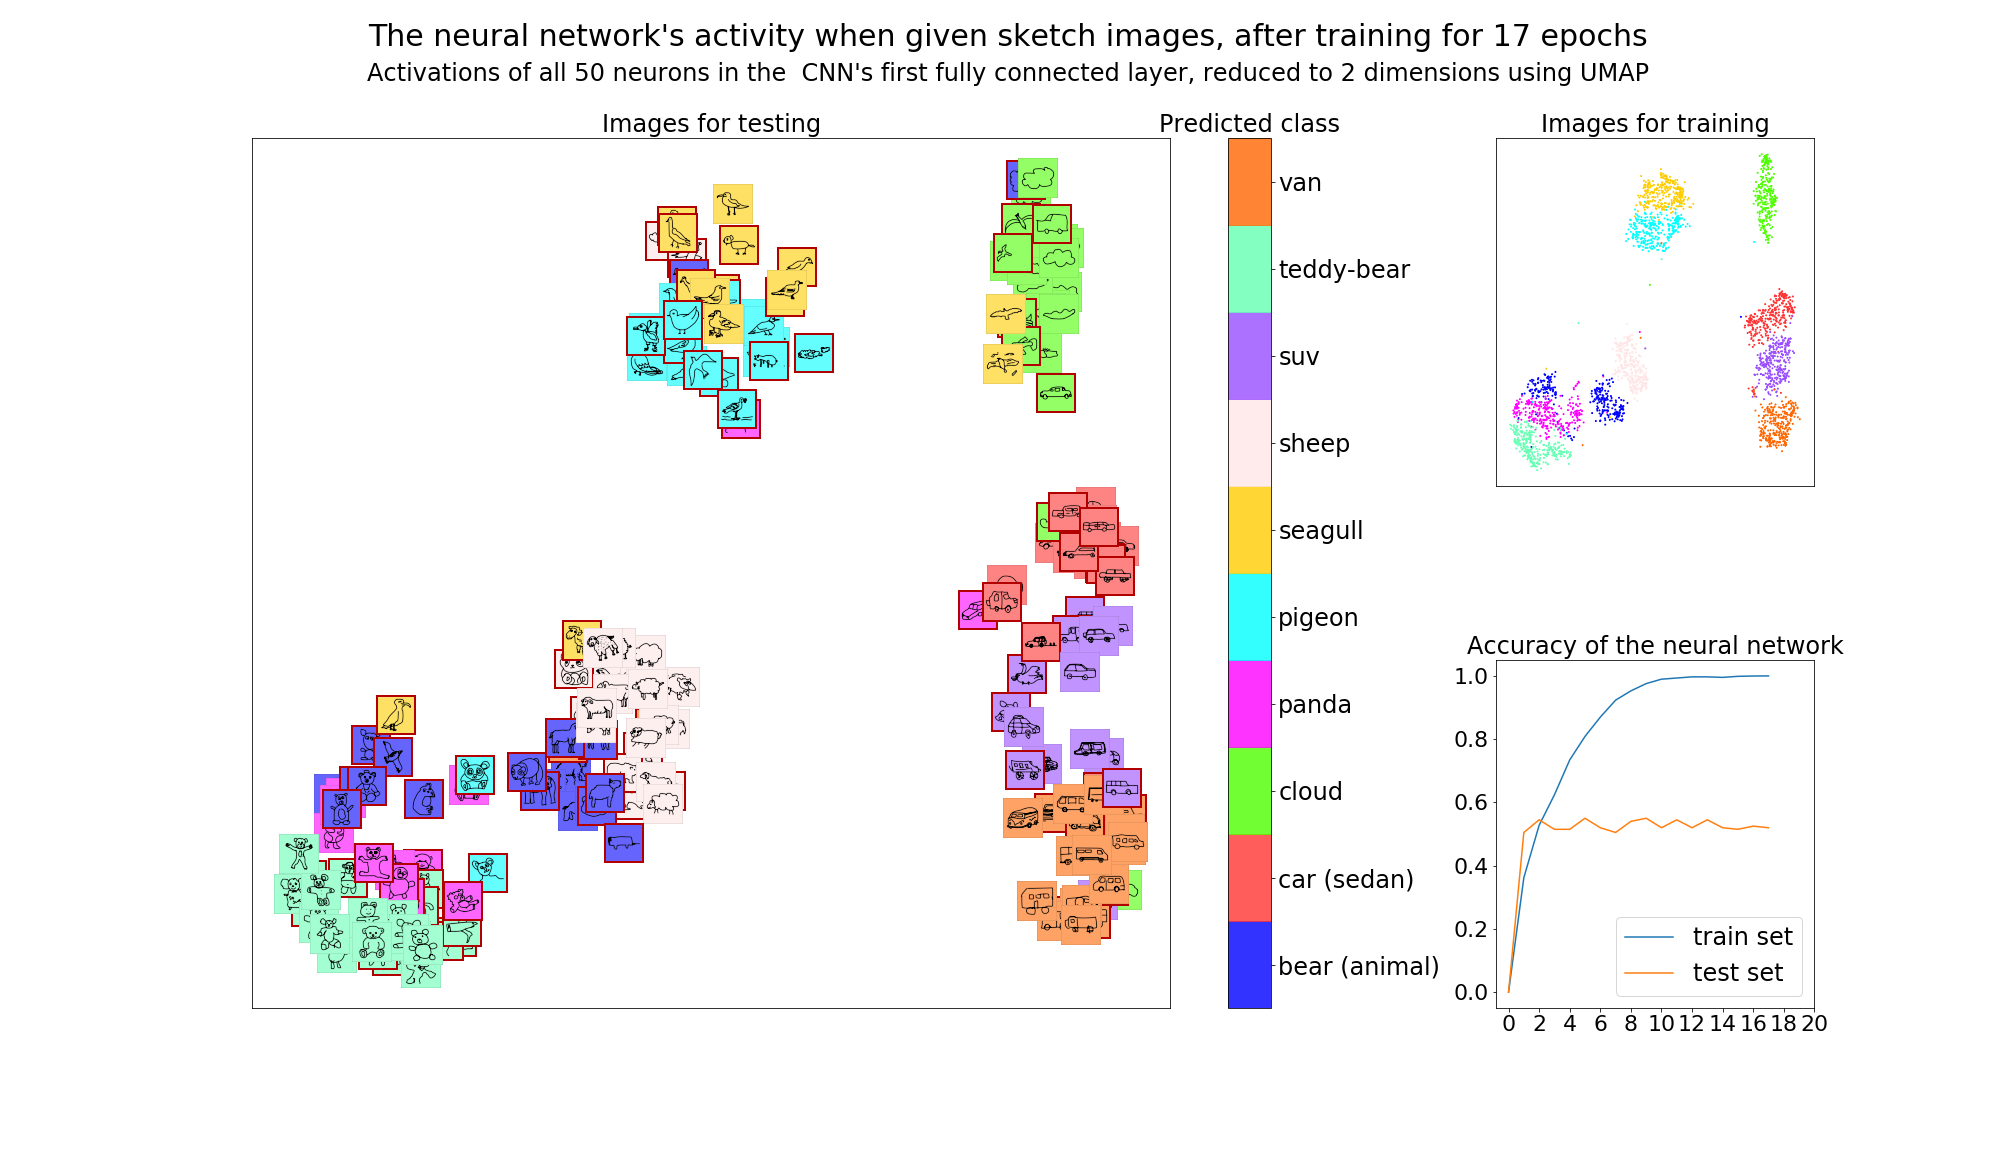 The neural network's activity when given sketch images, after training for 17 epochs
Activations of all 50 neurons in the  CNN's first fully connected layer, reduced to 2 dimensions using UMAP
Images for testing
Predicted class
van
teddy-bear
suv
sheep
seagull
pigeon
panda
cloud
car (sedan)
bear (animal)
Images for training
Accuracy of the neural network
1.0
0.8
0.6
0.4
0.2
0.0
train set
test set
0 2 4 6 8 10 12 14 16 18 20